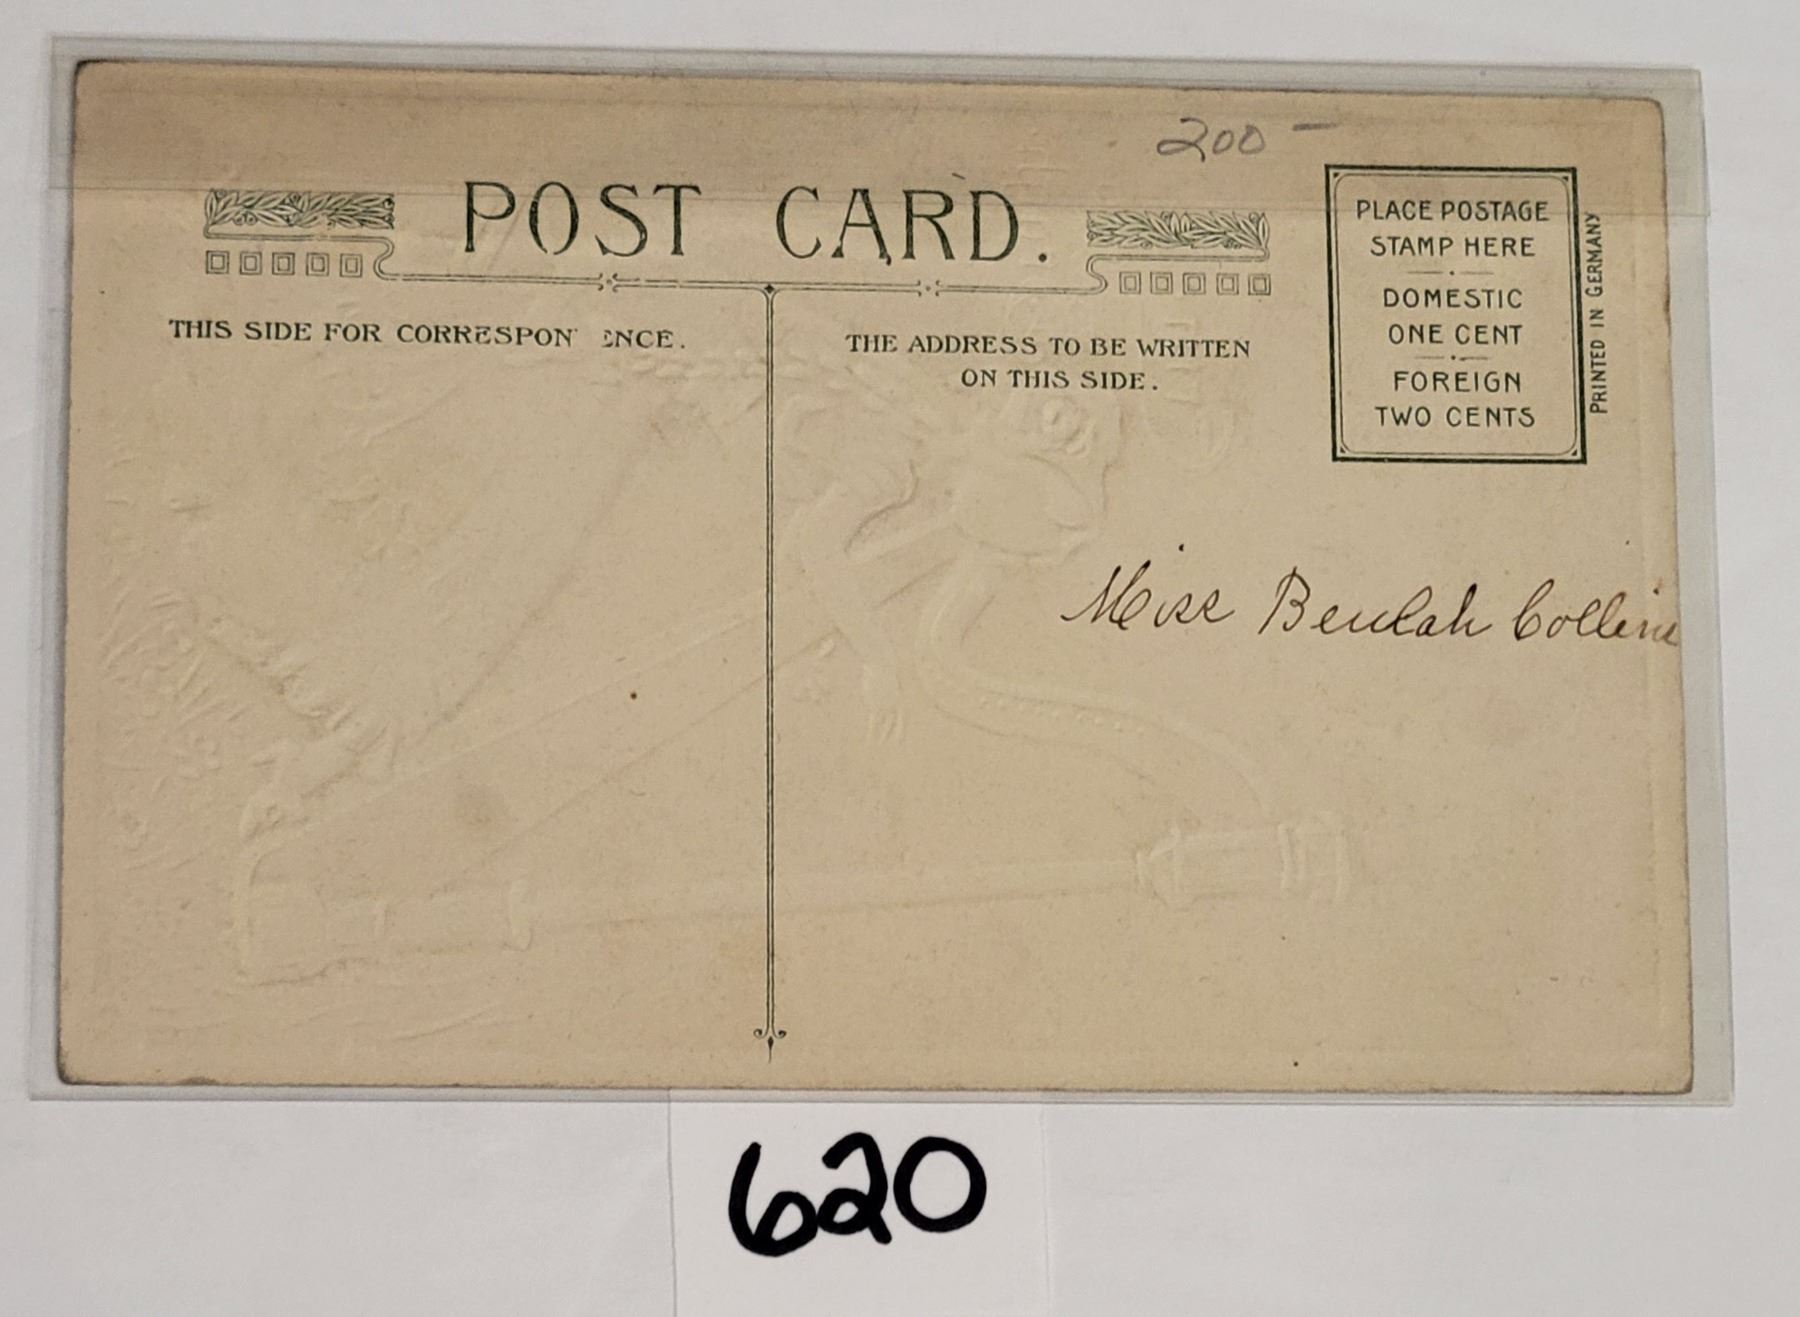 200 –
POST CARD.
PLACE POSTAGE
STAMP HERE
DOMESTIC
ONE CENT
FOREIGN
TWO CENTS
PRINTED IN GERMANY
THIS SIDE FOR CORRESPON ENCE.
THE ADDRESS TO BE WRITTEN
ON THIS SIDE.
Miss Beulah Collins
620